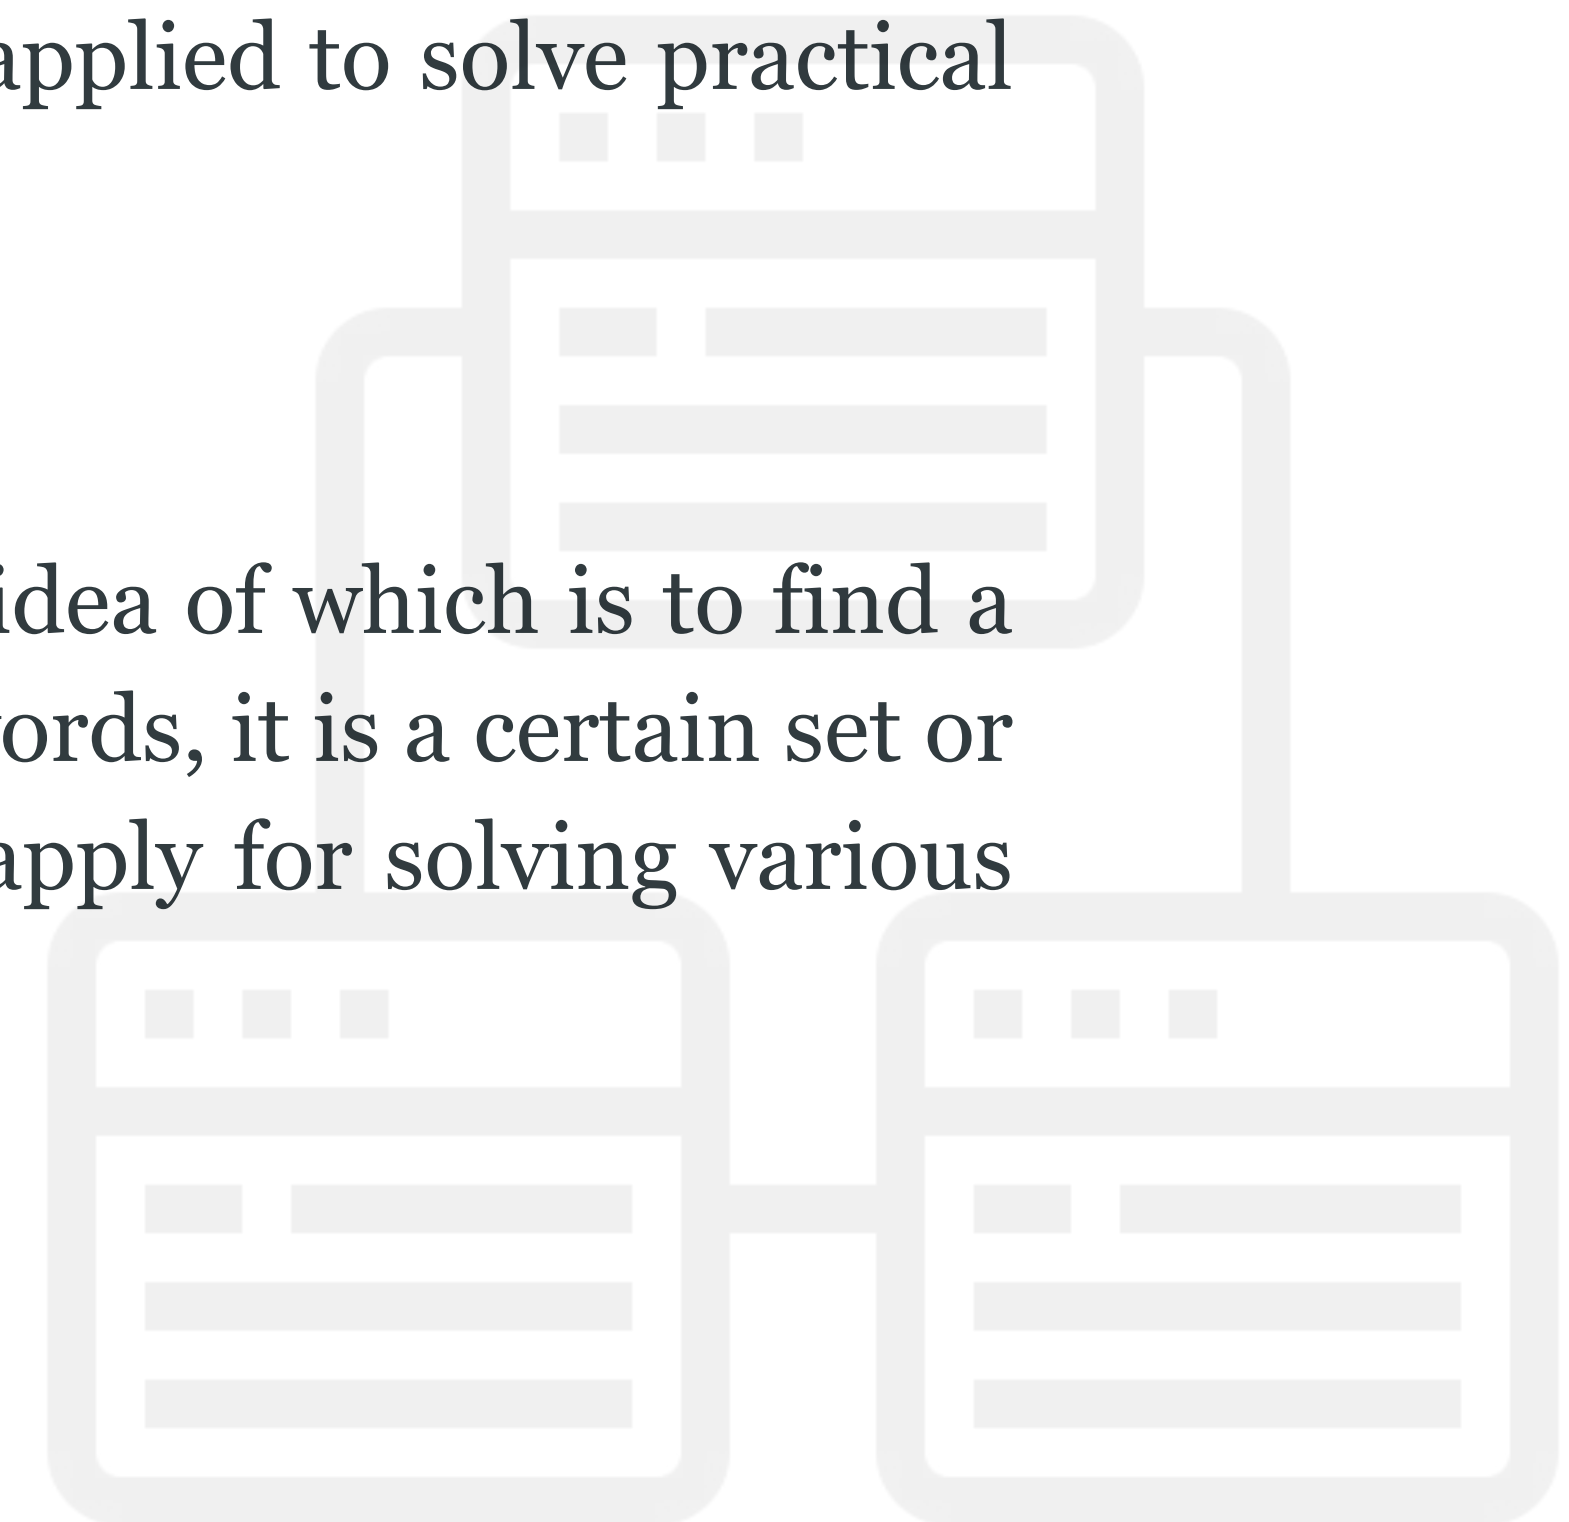 applied to solve practical
idea of which is to find a
ords, it is a certain set or
apply for solving various